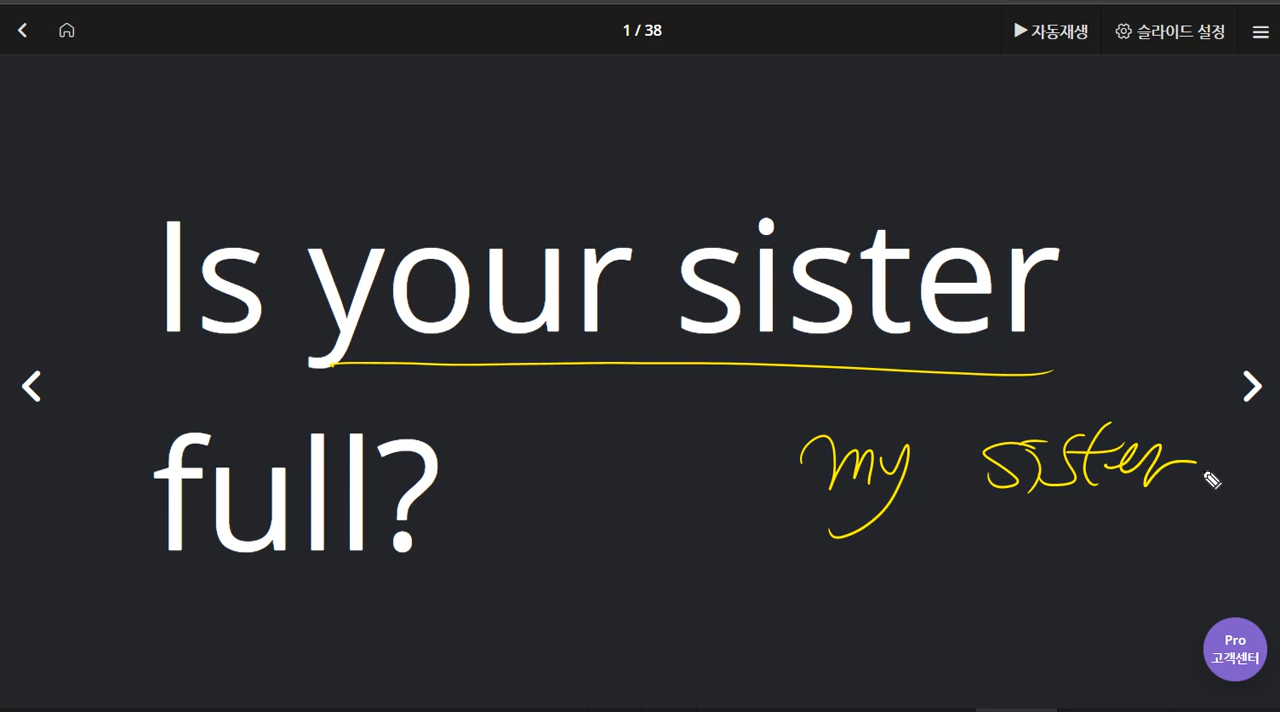 1 / 38
▶ 자동재생
슬라이드 설정
Is your sister
full?
my sister
Pro
고객센터